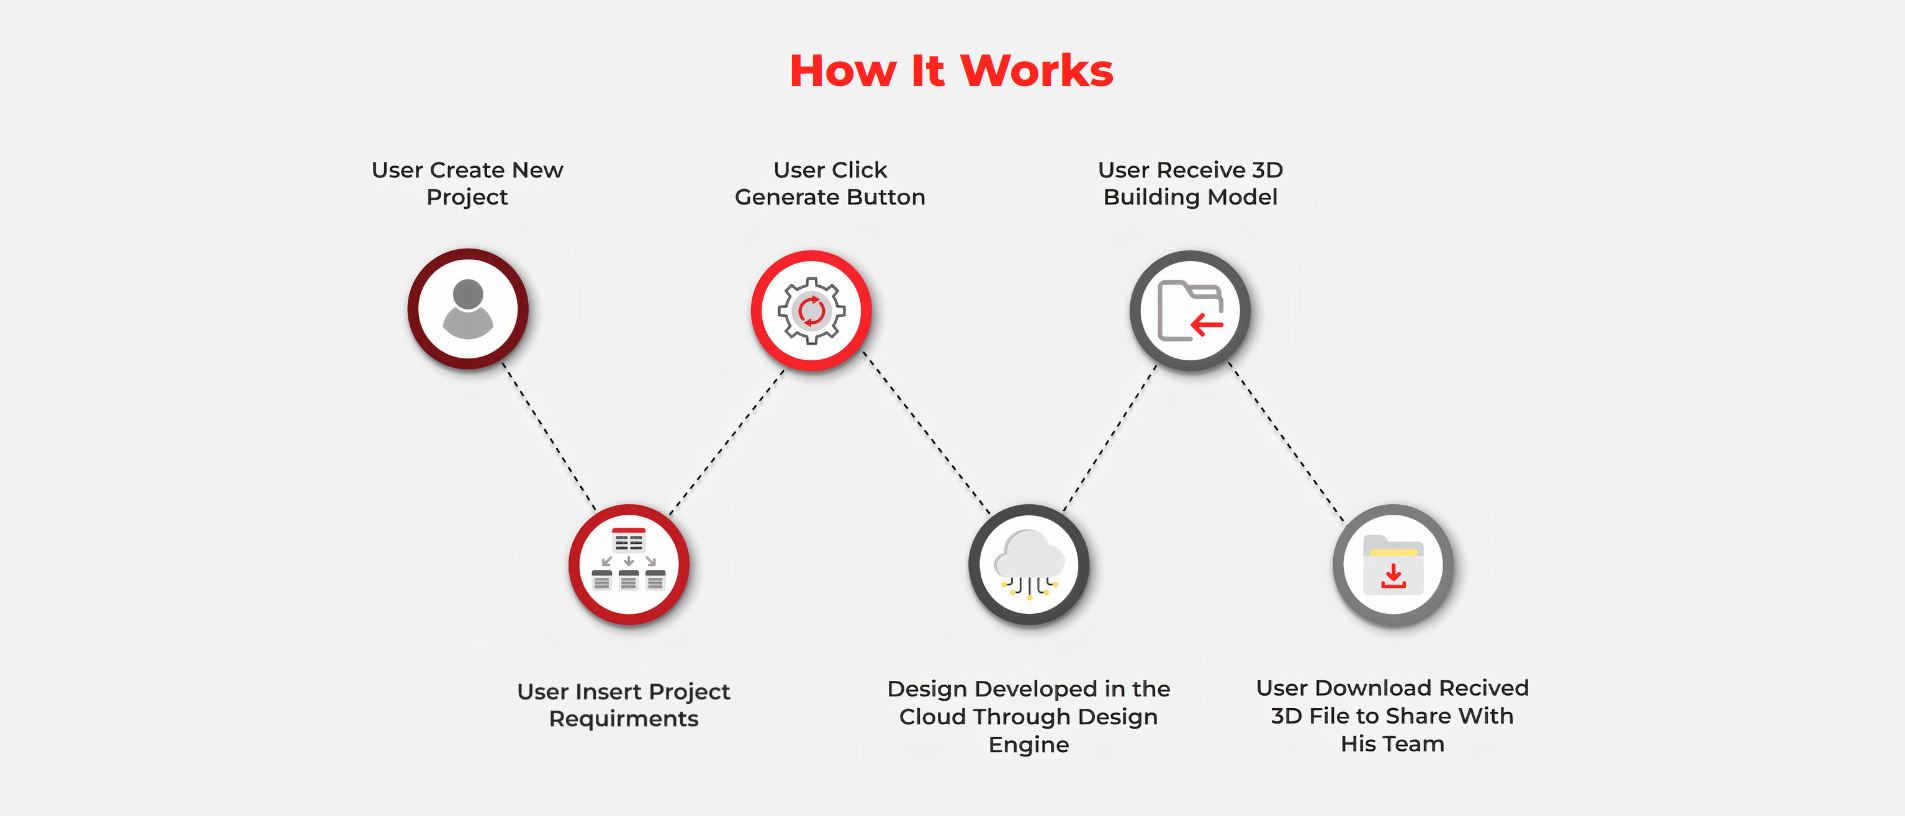 How It Works
User Create New
Project
User Click
Generate Button
User Receive 3D
Building Model
User Insert Project
Requirments
Design Developed in the
Cloud Through Design
Engine
User Download Recived
3D File to Share With
His Team